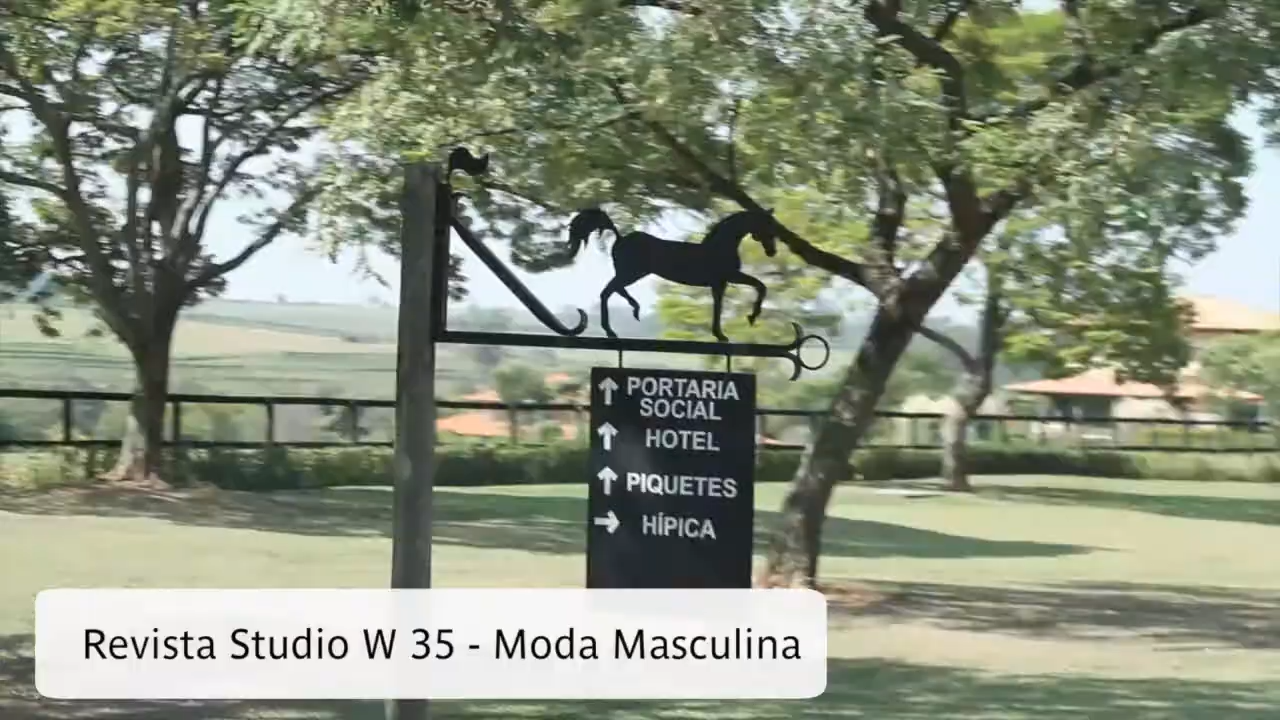 PORTARIA
SOCIAL
HOTEL
PIQUETES
HÍPICA
Revista Studio W 35 - Moda Masculina